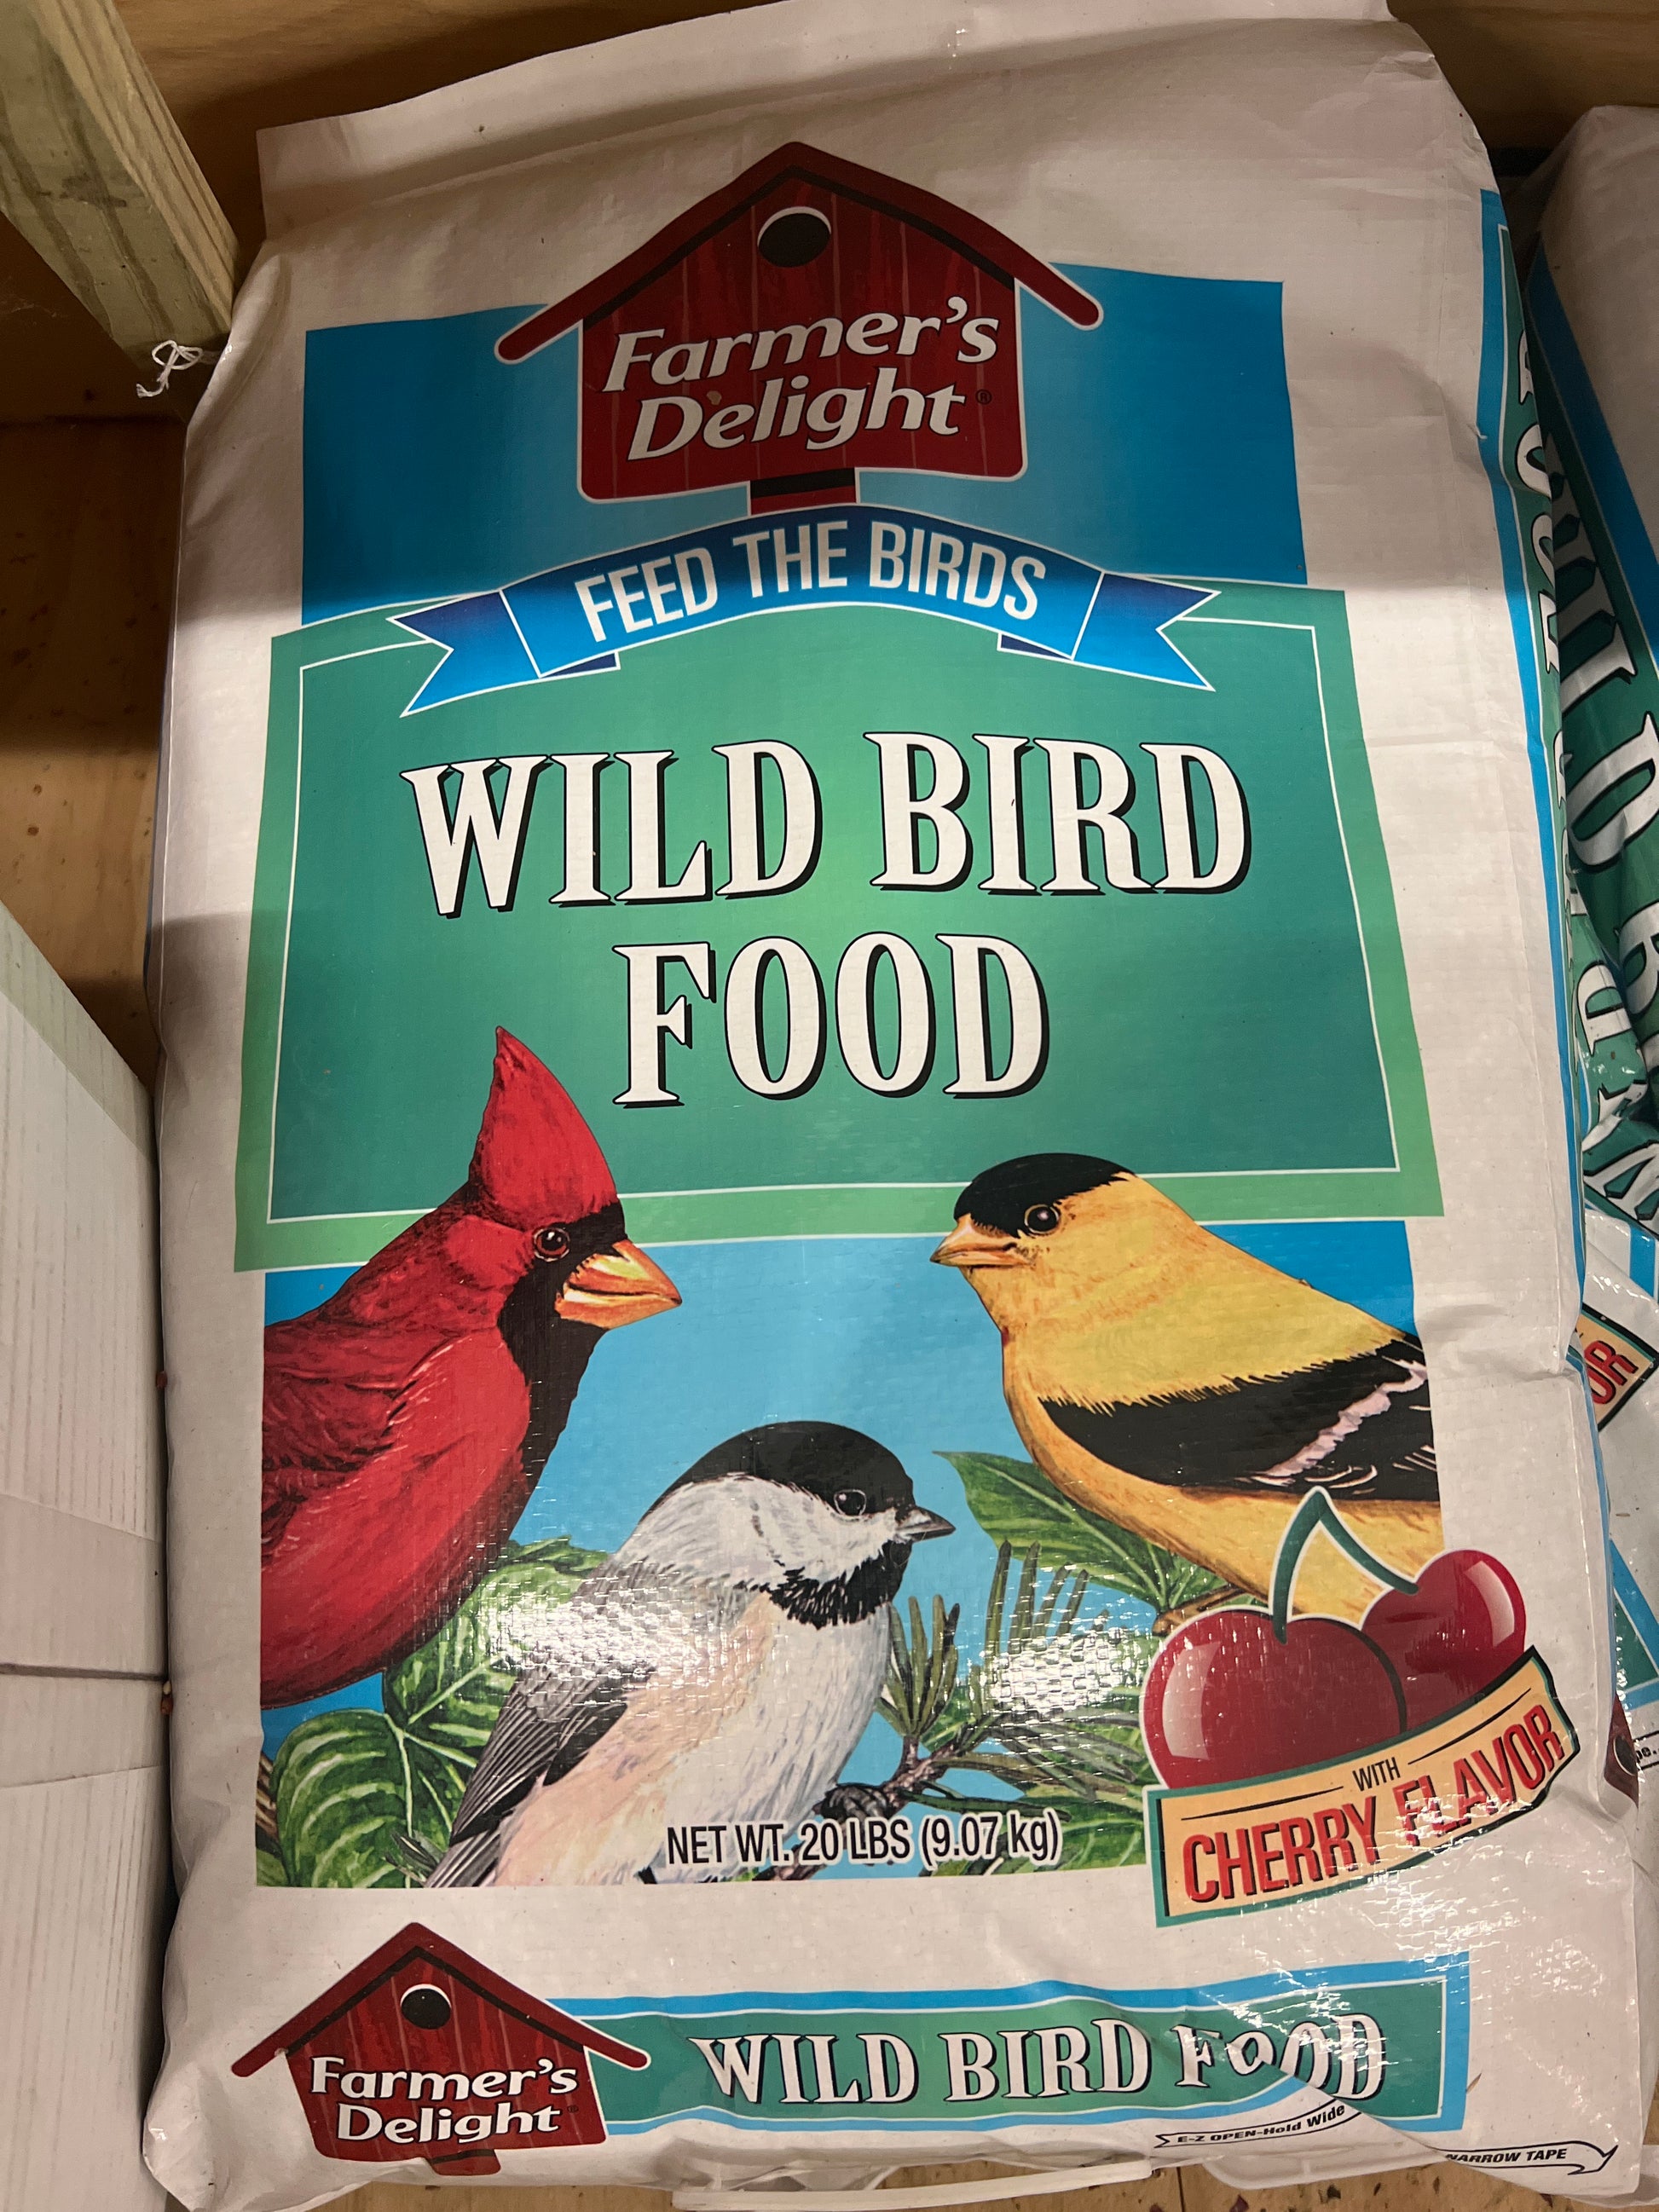 Farmer's
Delight®
FEED THE BIRDS
WILD BIRD
FOOD
WITH
CHERRY FLAVOR
NET WT. 20 LBS (9.07 kg)
Farmer's
Delight®
WILD BIRD FOOD
E-Z OPEN-Hold Wide
NARROW TAPE